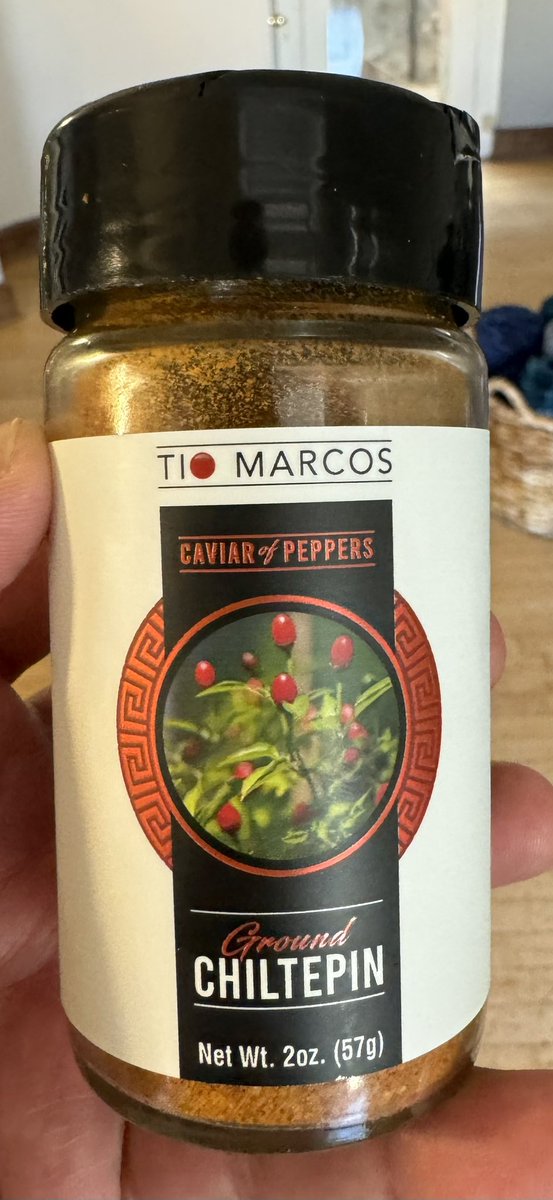 TIO MARCOS
CAVIAR of PEPPERS
Ground
CHILTEPIN
Net Wt. 2oz. (57g)